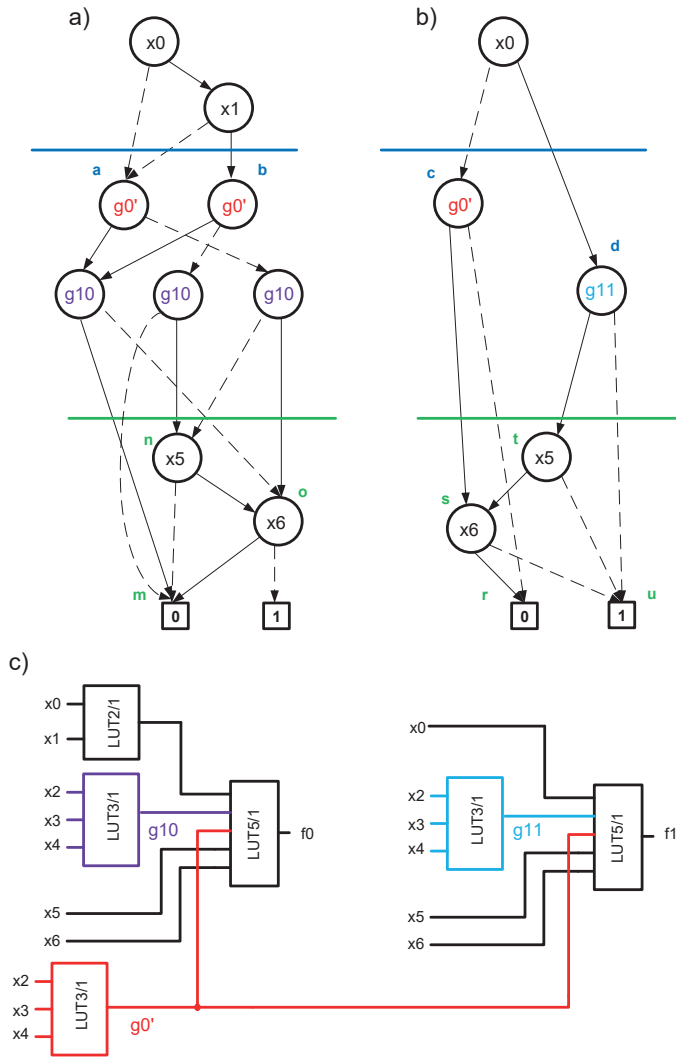 a)
b)
x0
x0
x1
a
b
c
g0'
g0'
g0'
d
g10
g10
g10
g11
n
x5
t
x5
o
s
x6
x6
m
0
1
r
0
1
u
c)
x0
x1
LUT2/1
x0
x2
x3
x4
LUT3/1
g10
LUT5/1
f0
x2
x3
x4
LUT3/1
g11
LUT5/1
f1
x5
x6
x5
x6
x2
x3
x4
LUT3/1
g0'